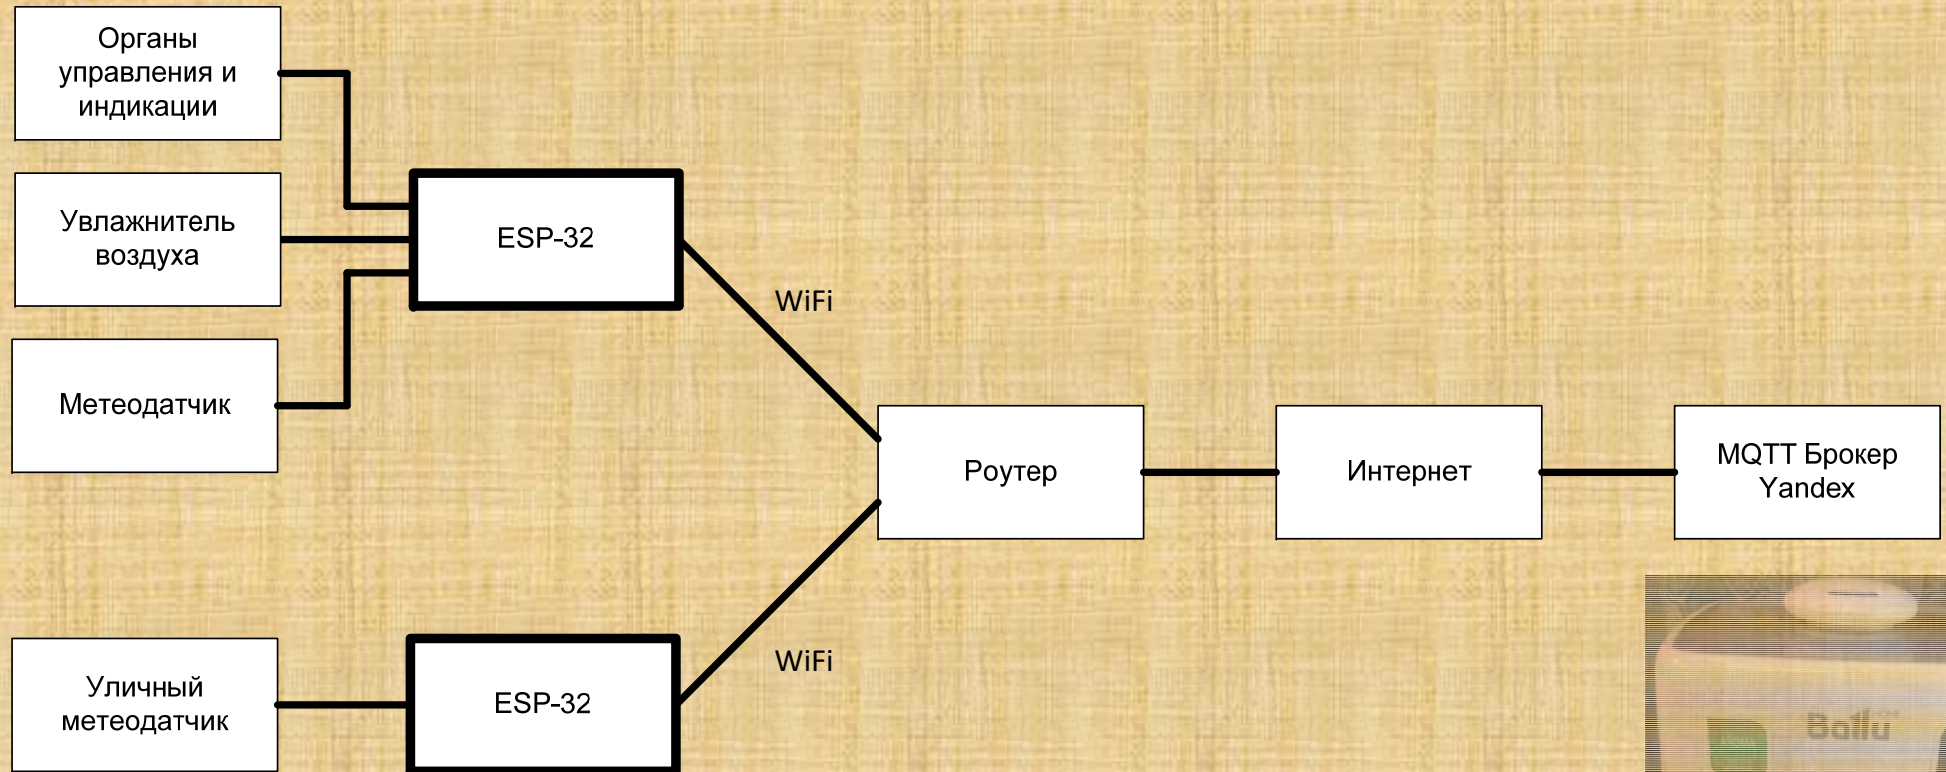 Органы
управления и
индикации
Увлажнитель
воздуха
ESP-32
Метеодатчик
WiFi
Роутер
Интернет
MQTT Брокер
Yandex
WiFi
Уличный
метеодатчик
ESP-32
Ballu